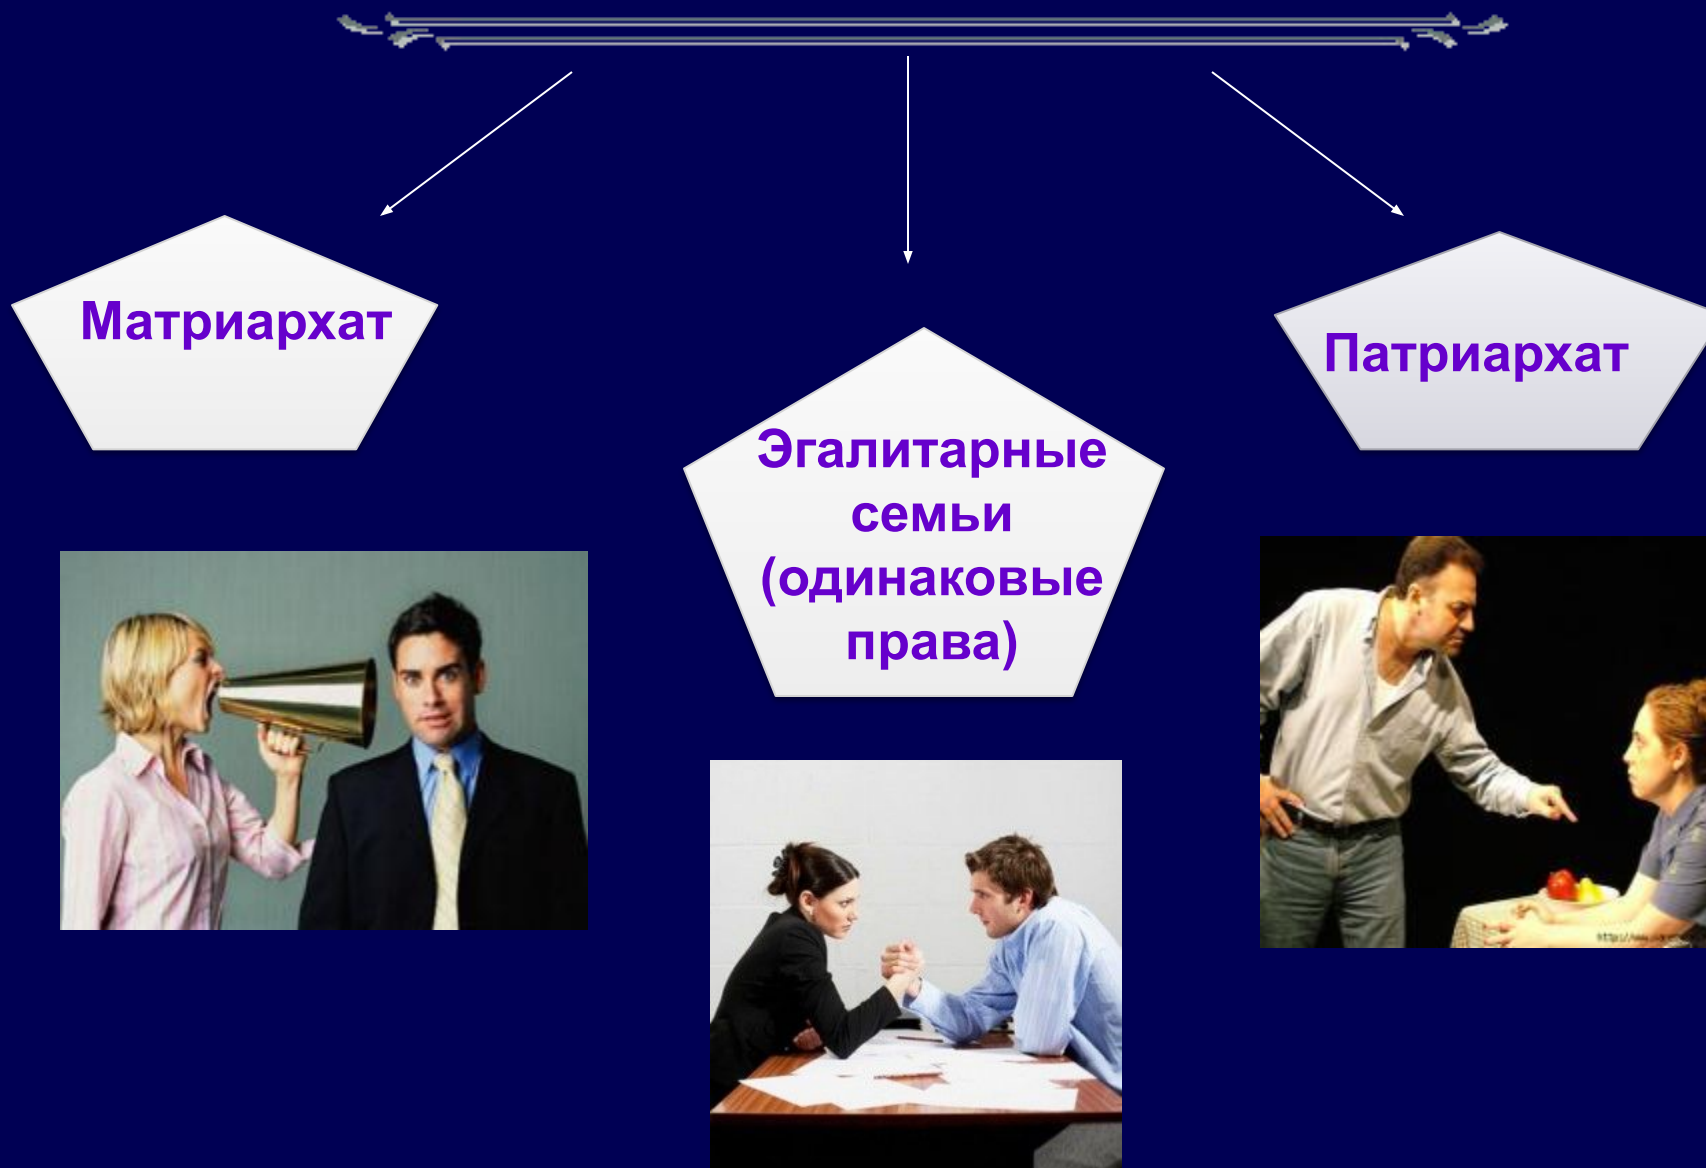 Матриархат
Эгалитарные
семьи
(одинаковые
права)
Патриархат